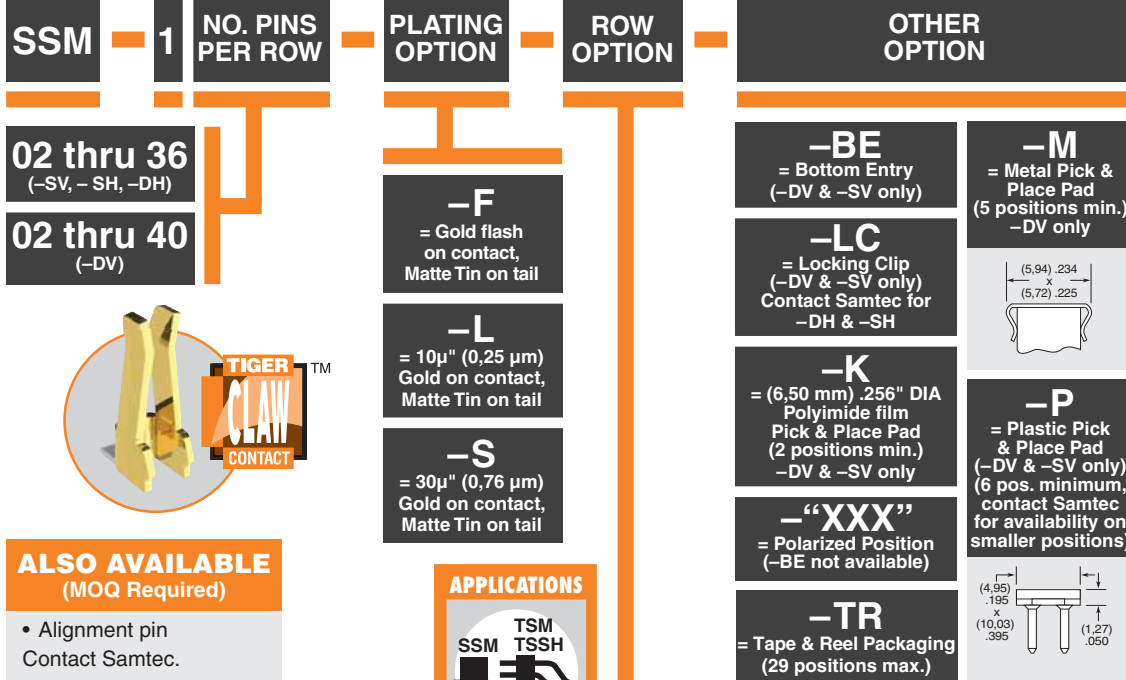 SSM – 1 NO. PINS PER ROW – PLATING OPTION – ROW OPTION – OTHER OPTION
02 thru 36
(–SV, – SH, –DH)
02 thru 40
(–DV)
TIGER
CLAW
CONTACT
TM
ALSO AVAILABLE
(MOQ Required)
• Alignment pin
Contact Samtec.
–F
= Gold flash
on contact,
Matte Tin on tail
–L
= 10µ" (0,25 µm)
Gold on contact,
Matte Tin on tail
–S
= 30µ" (0,76 µm)
Gold on contact,
Matte Tin on tail
APPLICATIONS
SSM
TSM
TSSH
–BE
= Bottom Entry
(–DV & –SV only)
–LC
= Locking Clip
(–DV & –SV only)
Contact Samtec for
–DH & –SH
–K
= (6,50 mm) .256" DIA
Polyimide film
Pick & Place Pad
(2 positions min.)
–DV & –SV only
–“XXX”
= Polarized Position
(–BE not available)
–TR
= Tape & Reel Packaging
(29 positions max.)
–M
= Metal Pick &
Place Pad
(5 positions min.)
–DV only
(5,94) .234
x
(5,72) .225
–P
= Plastic Pick
& Place Pad
(–DV & –SV only)
(6 pos. minimum,
contact Samtec
for availability on
smaller positions)
(4,95)
.195
x
(10,03)
.395
(1,27)
.050